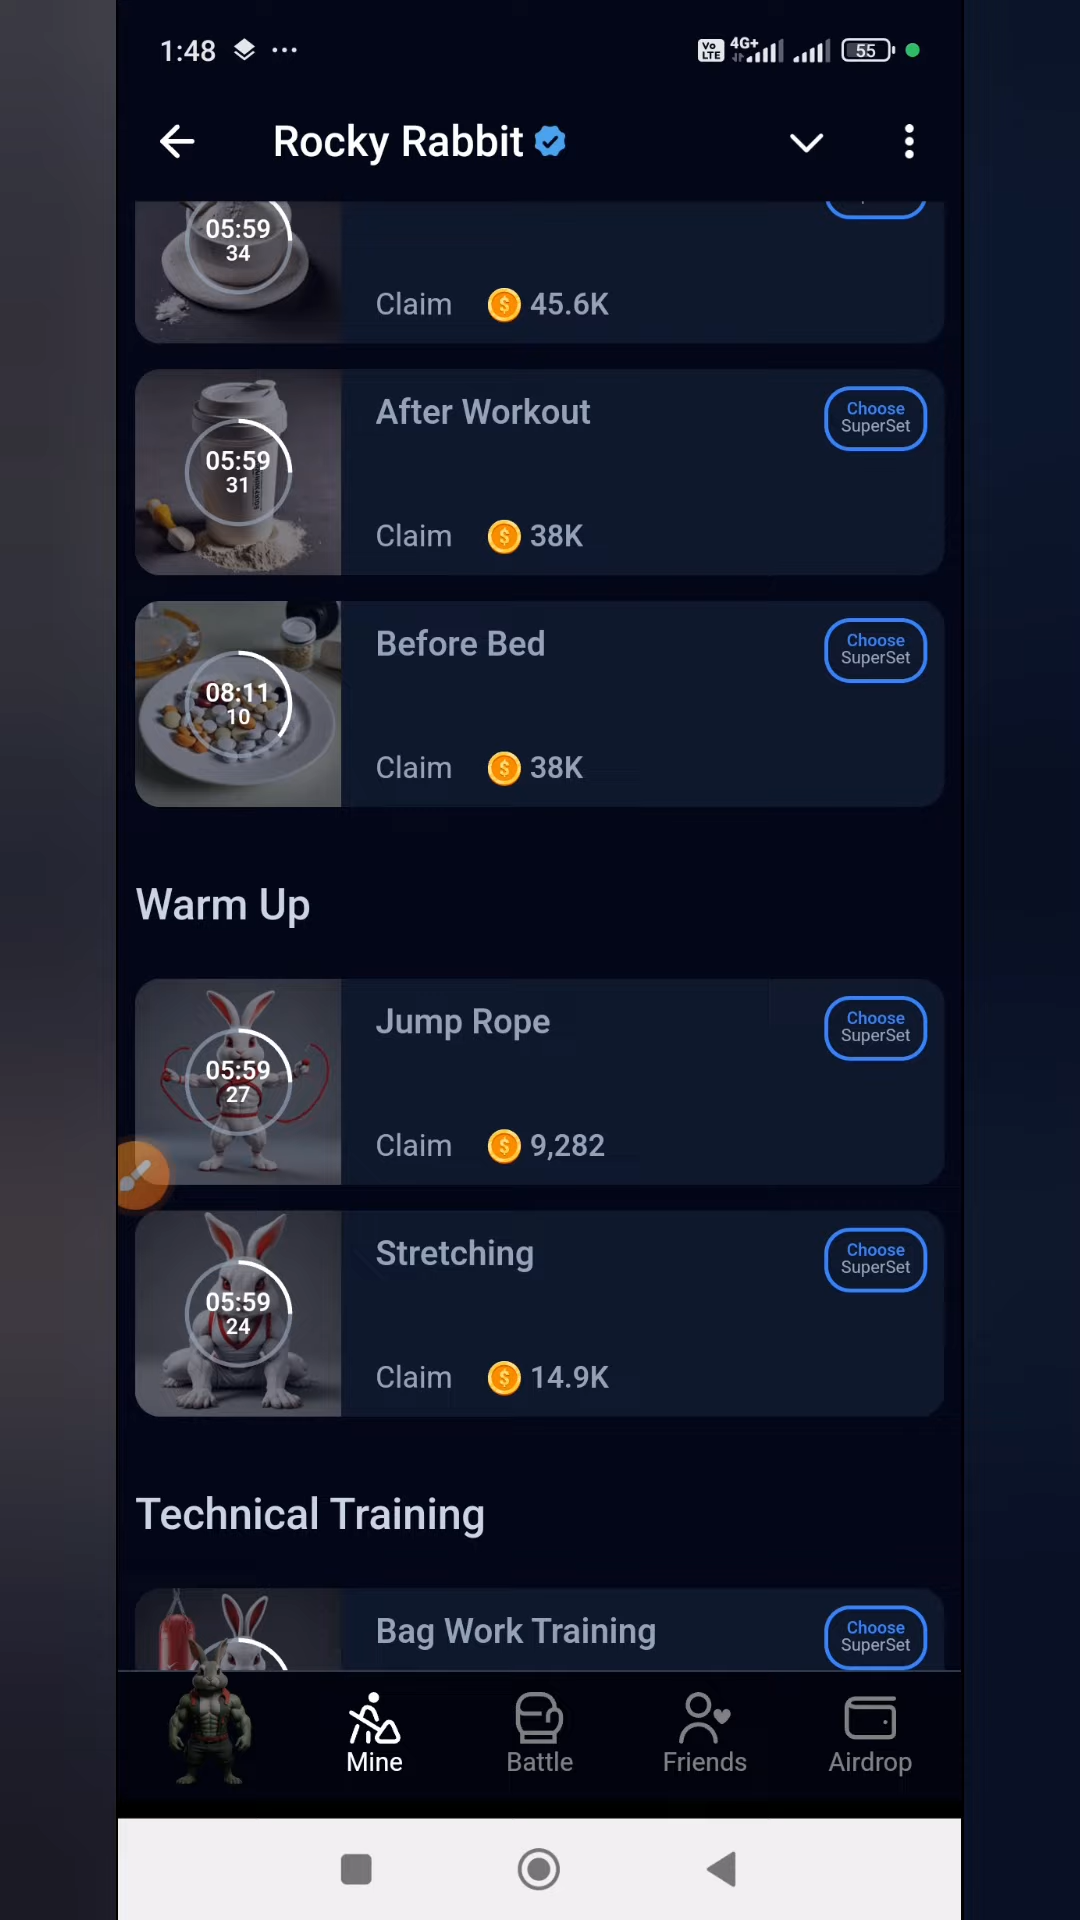 1:48
Vo LTE
4G+
55
Rocky Rabbit
05:59
34
Claim 45.6K
After Workout
Choose
SuperSet
05:59
31
Claim 38K
Before Bed
Choose
SuperSet
08:11
10
Claim 38K
Warm Up
Jump Rope
Choose
SuperSet
05:59
27
Claim 9,282
Stretching
Choose
SuperSet
05:59
24
Claim 14.9K
Technical Training
Bag Work Training
Choose
SuperSet
Mine
Battle
Friends
Airdrop